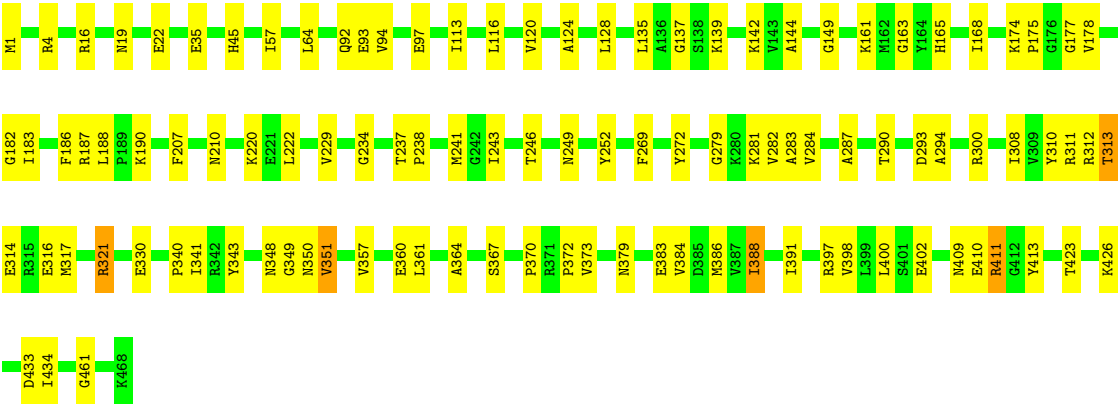 M1 R4 R16 N19 E22 E35 H45 I57 L64 Q92 E93 V94 E97 I113 L116 V120 A124 L128 L135 A136 G137 S138 K139 K142 V143 A144 G149 K161 M162 G163 Y164 H165 I168 K174 P175 G176 G177 V178
G182 I183 F186 R187 L188 P189 K190 F207 N210 K220 E221 L222 V229 G234 T237 P238 M241 G242 I243 T246 N249 Y252 F269 Y272 G279 K280 K281 V282 A283 V284 A287 T290 D293 A294 R300 I308 V309 Y310 R311 R312 T313
E314 R315 E316 M317 R321 E330 P340 I341 R342 Y343 N348 G349 N350 V351 V357 E360 L361 A364 S367 P370 R371 P372 V373 N379 E383 V384 D385 M386 V387 I388 I391 R397 V398 L399 L400 S401 E402 N409 E410 R411 G412 Y413 T423 K426
D433 I434 G461 K468